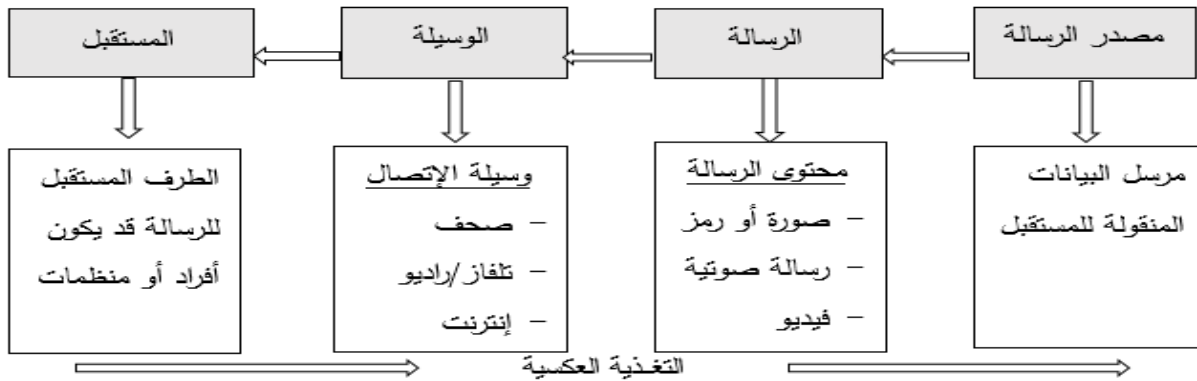 مصدر الرسالة
الرسالة
الوسيلة
المستقبل
مرسل البيانات
المنقولة للمستقبل
محتوى الرسالة
- صورة أو رمز
- رسالة صوتية
- فيديو
وسيلة الإتصال
- صحف
- تلفاز/راديو
- إنترنت
الطرف المستقبل
للرسالة قد يكون
أفراد أو منظمات
التغذية العكسية